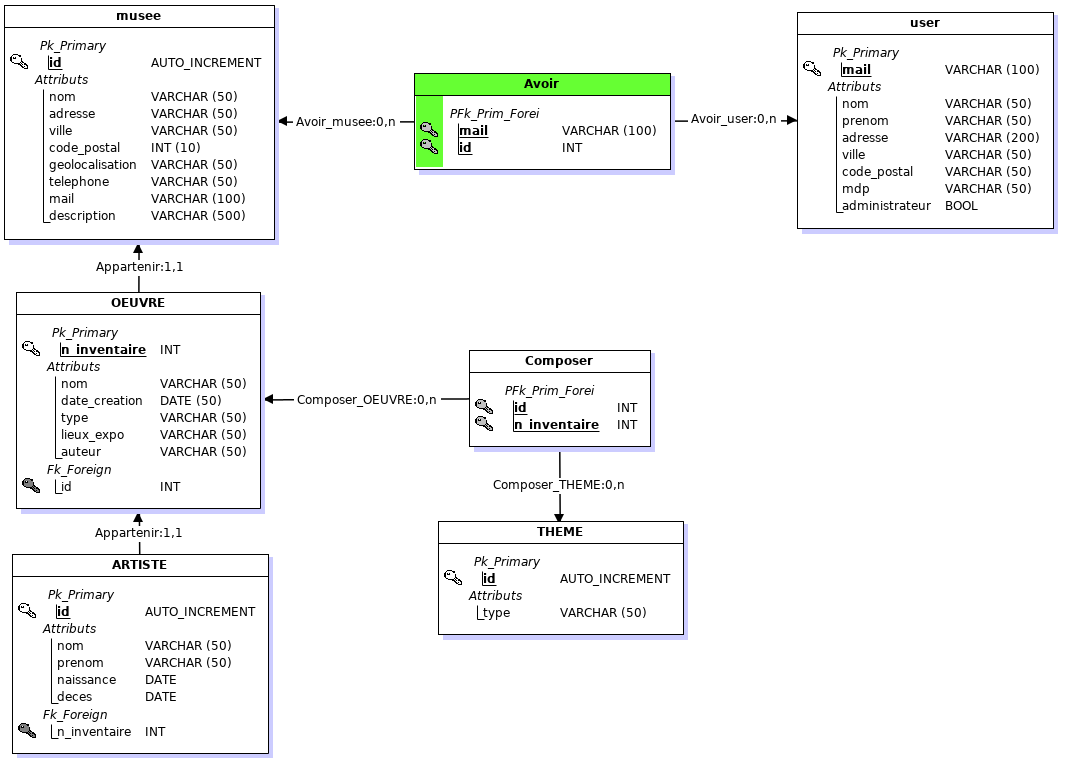 musee
Pk_Primary
id AUTO_INCREMENT
Attributs
nom VARCHAR (50)
adresse VARCHAR (50)
ville VARCHAR (50)
code_postal INT (10)
geolocalisation VARCHAR (50)
telephone VARCHAR (50)
mail VARCHAR (100)
description VARCHAR (500)
Avoir_musee:0,n
Avoir
PFk_Prim_Forei
mail VARCHAR (100)
id INT
Avoir_user:0,n
user
Pk_Primary
mail VARCHAR (100)
Attributs
nom VARCHAR (50)
prenom VARCHAR (50)
adresse VARCHAR (200)
ville VARCHAR (50)
code_postal VARCHAR (50)
mdp VARCHAR (50)
administrateur BOOL
Appartenir:1,1
OEUVRE
Pk_Primary
n_inventaire INT
Attributs
nom VARCHAR (50)
date_creation DATE (50)
type VARCHAR (50)
lieux_expo VARCHAR (50)
auteur VARCHAR (50)
Fk_Foreign
id INT
Composer_OEUVRE:0,n
Composer
PFk_Prim_Forei
id INT
n_inventaire INT
Composer_THEME:0,n
THEME
Pk_Primary
id AUTO_INCREMENT
Attributs
type VARCHAR (50)
Appartenir:1,1
ARTISTE
Pk_Primary
id AUTO_INCREMENT
Attributs
nom VARCHAR (50)
prenom VARCHAR (50)
naissance DATE
deces DATE
Fk_Foreign
n_inventaire INT